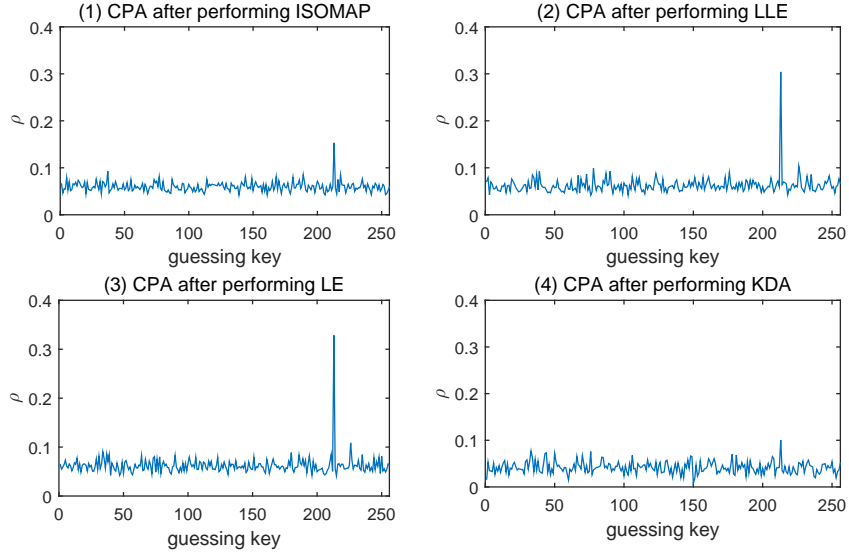 (1) CPA after performing ISOMAP
0.4
0.3
0.2
0.1
0
ρ
0 50 100 150 200 250
guessing key
(2) CPA after performing LLE
0.4
0.3
0.2
0.1
0
ρ
0 50 100 150 200 250
guessing key
(3) CPA after performing LE
0.4
0.3
0.2
0.1
0
ρ
0 50 100 150 200 250
guessing key
(4) CPA after performing KDA
0.4
0.3
0.2
0.1
0
ρ
0 50 100 150 200 250
guessing key